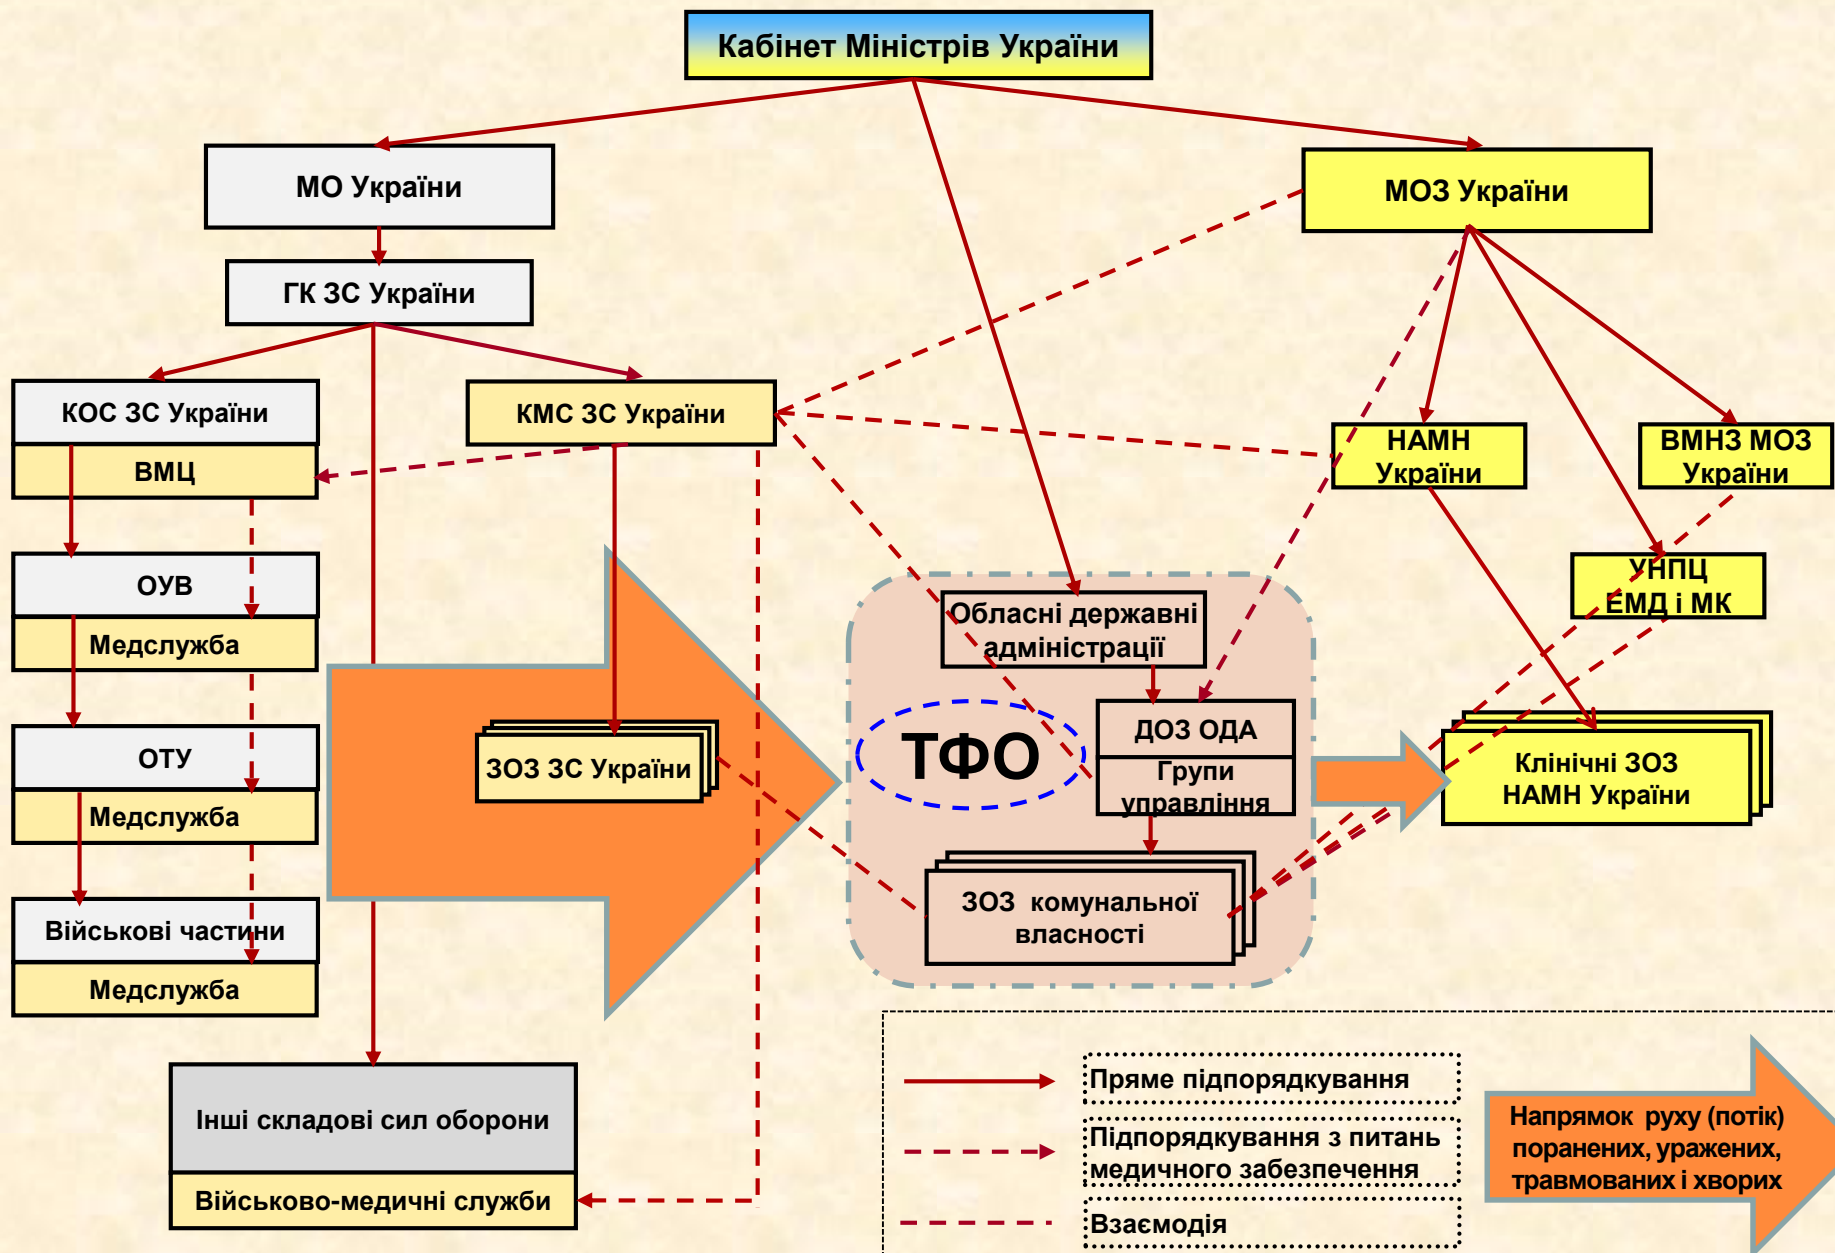 Кабінет Міністрів України
МО України
МОЗ України
ГК ЗС України
КОС ЗС України
ВМЦ
КМС ЗС України
НАМН
України
ВМНЗ МОЗ
України
ОУВ
Медслужба
УНПЦ
ЕМД і МК
Обласні державні
адміністрації
ОТУ
Медслужба
ЗОЗ ЗС України
ТФО
ДОЗ ОДА
Групи
управління
Клінічні ЗОЗ
НАМН України
Військові частини
Медслужба
ЗОЗ комунальної
власності
Інші складові сил оборони
Військово-медичні служби
Пряме підпорядкування
Підпорядкування з питань
медичного забезпечення
Взаємодія
Напрямок руху (потік)
поранених, уражених,
травмованих і хворих